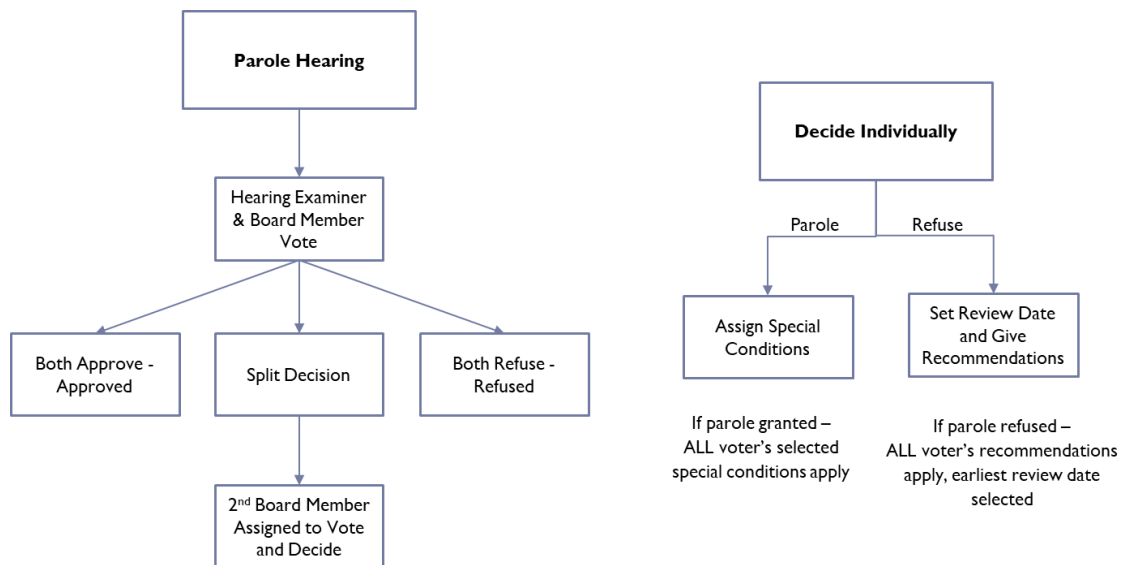 Parole Hearing
Hearing Examiner
& Board Member
Vote
Both Approve -
Approved
Split Decision
Both Refuse -
Refused
2nd Board Member
Assigned to Vote
and Decide
Decide Individually
Parole
Refuse
Assign Special
Conditions
Set Review Date
and Give
Recommendations
If parole granted –
ALL voter's selected
special conditions apply
If parole refused –
ALL voter's recommendations
apply, earliest review date
selected